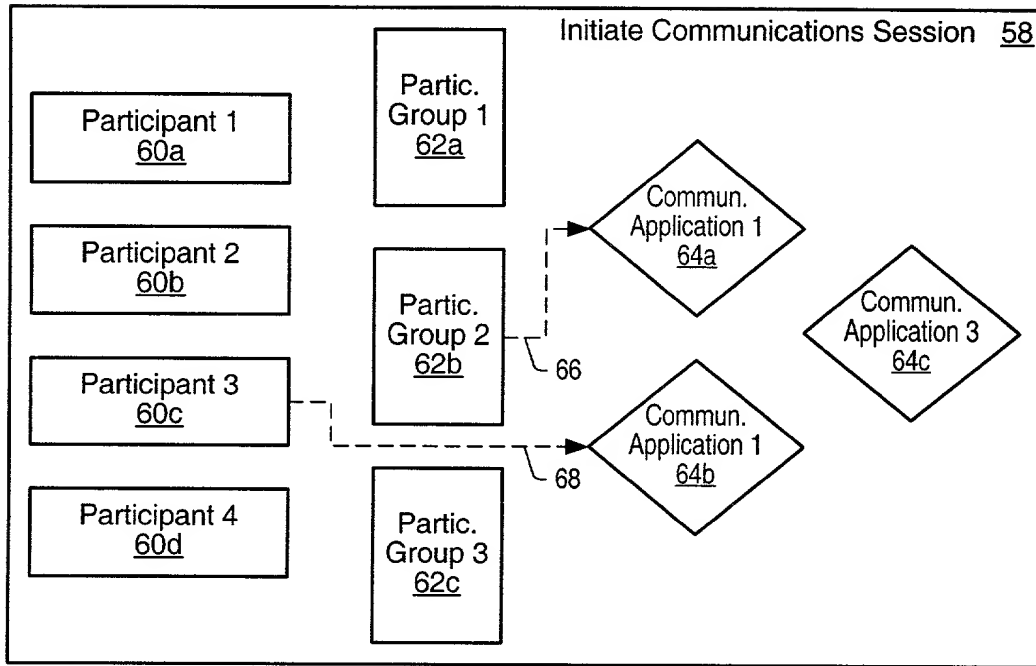 Initiate Communications Session 58
Participant 1
60a
Participant 2
60b
Participant 3
60c
Participant 4
60d
Partic.
Group 1
62a
Partic.
Group 2
62b
Partic.
Group 3
62c
Commun.
Application 1
64a
Commun.
Application 1
64b
Commun.
Application 3
64c
66
68